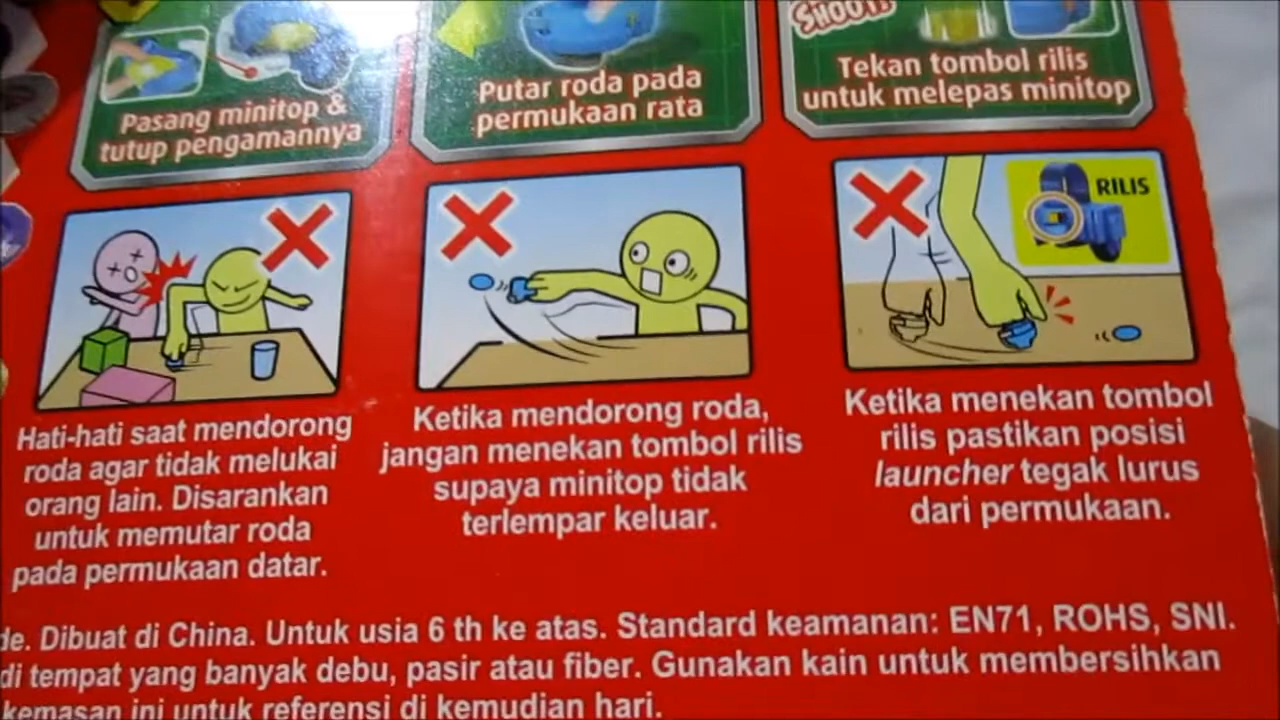 Pasang minitop &
tutup pengamannya
Putar roda pada
permukaan rata
SHOOT!
Tekan tombol rilis
untuk melepas minitop
RILIS
Hati-hati saat mendorong
roda agar tidak melukai
orang lain. Disarankan
untuk memutar roda
pada permukaan datar.
Ketika mendorong roda,
jangan menekan tombol rilis
supaya minitop tidak
terlempar keluar.
Ketika menekan tombol
rilis pastikan posisi
launcher tegak lurus
dari permukaan.
de. Dibuat di China. Untuk usia 6 th ke atas. Standard keamanan: EN71, ROHS, SNI.
di tempat yang banyak debu, pasir atau fiber. Gunakan kain untuk membersihkan
kemasan ini untuk referensi di kemudian hari.